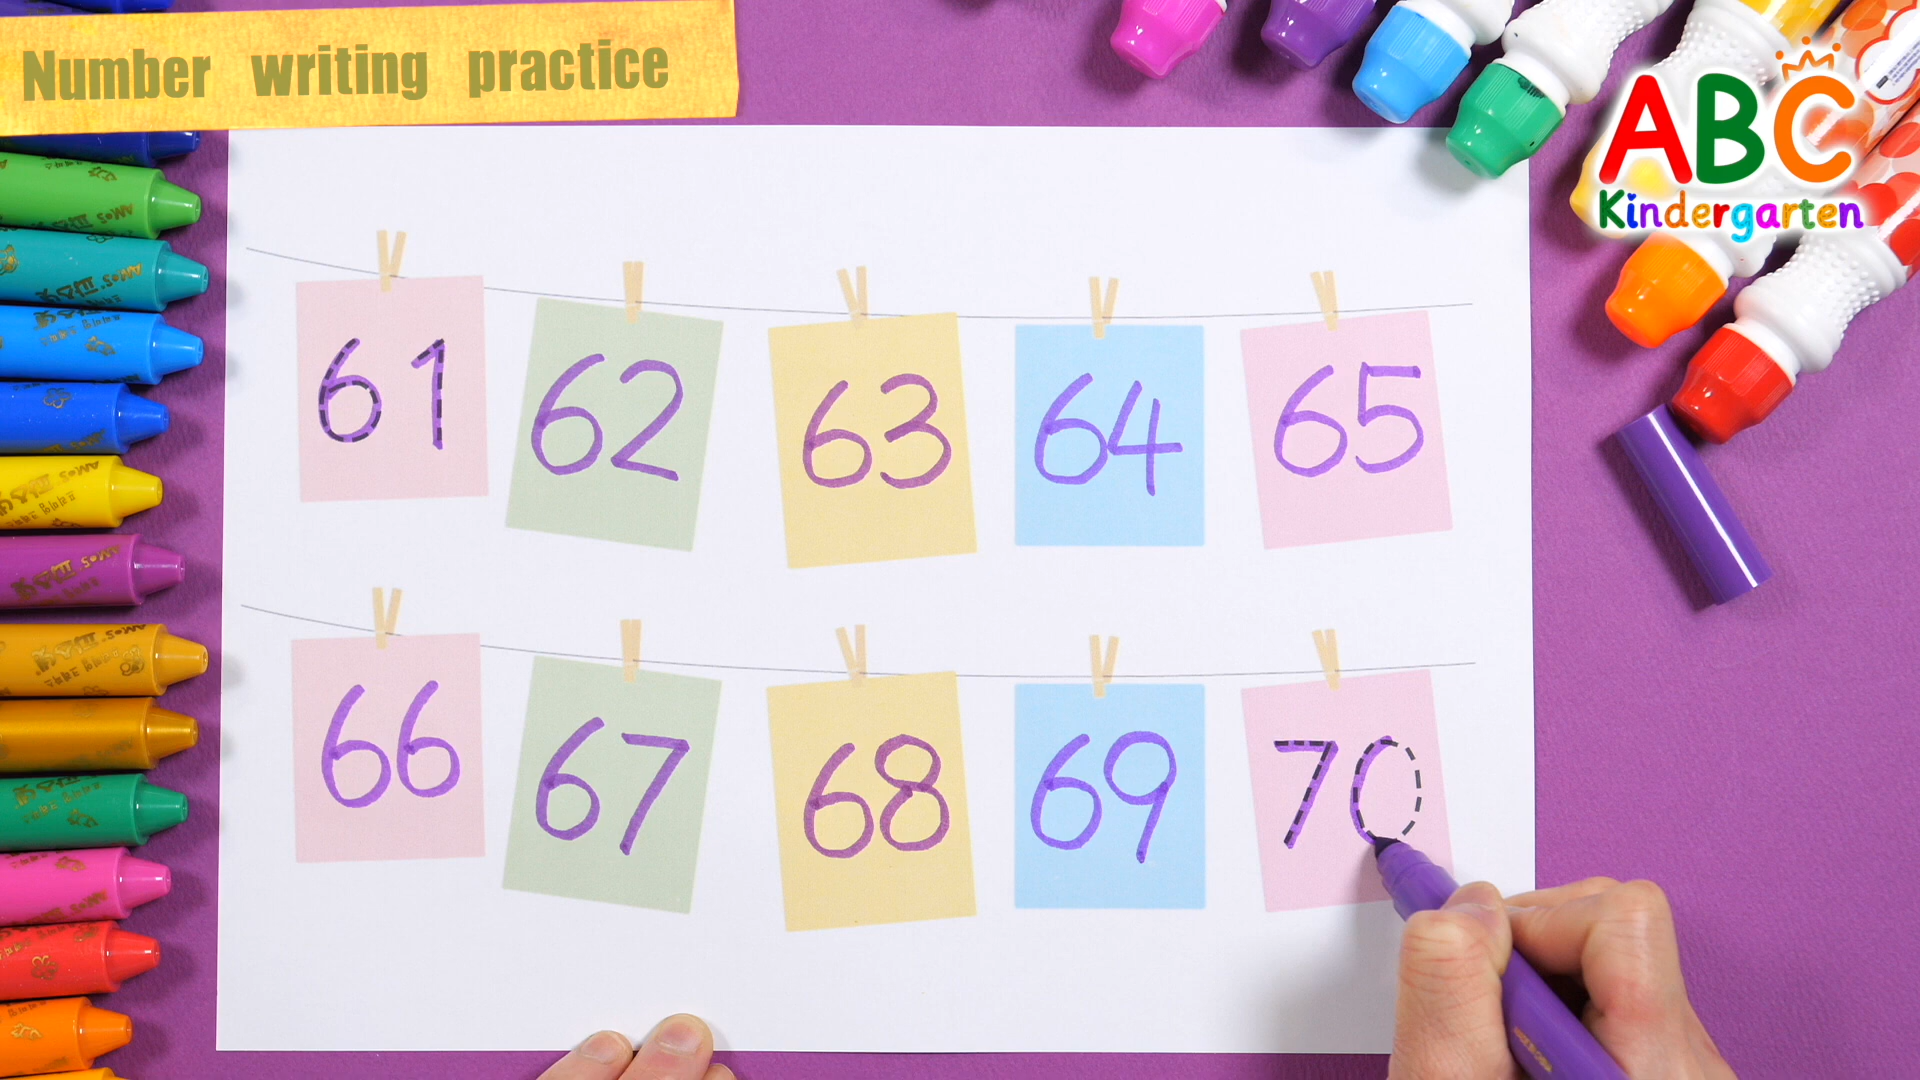 Number writing practice
ABC
Kindergarten
61 62 63 64 65
66 67 68 69 70